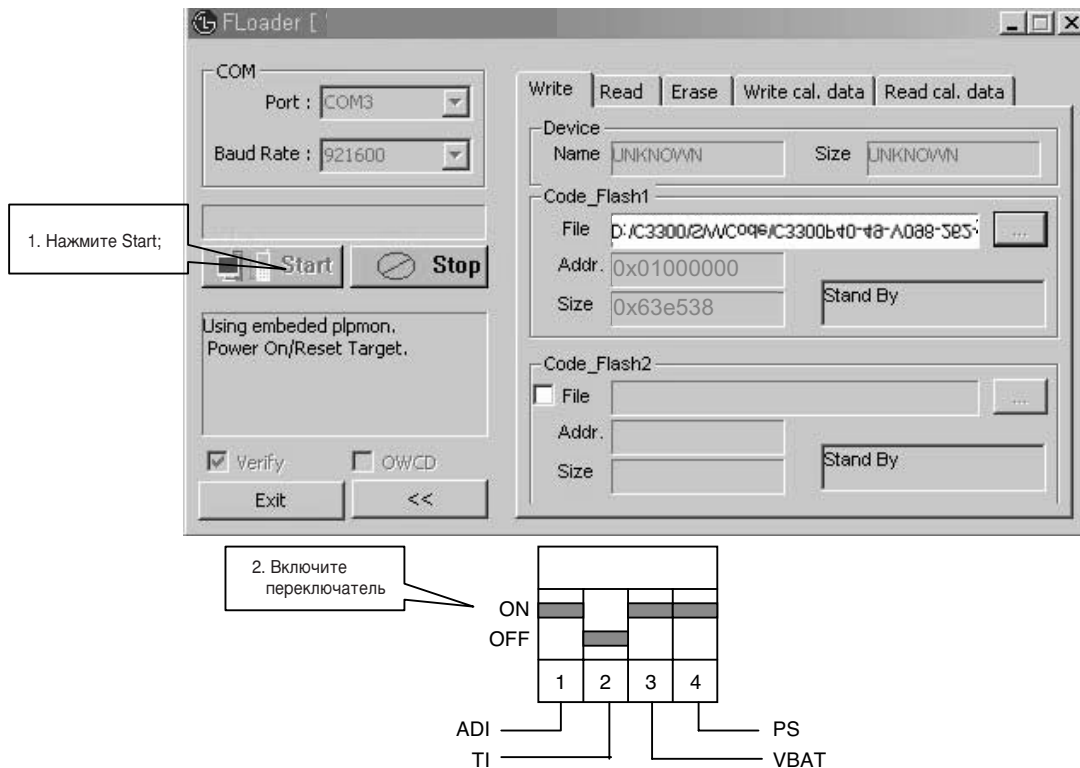 FLoader [
COM
Port : COM3
Baud Rate : 921600
Start
Stop
Using embeded plpmon.
Power On/Reset Target.
Verify
OWCD
Exit
<<
Write
Read
Erase
Write cal. data
Read cal. data
Device
Name UNKNOWN
Size UNKNOWN
Code_Flash1
File
...
Addr. 0x01000000
Size 0x63e538
Stand By
Code_Flash2
File
...
Addr.
Size
Stand By
1. Нажмите Start;
2. Включите
переключатель
ON
OFF
1 2 3 4
ADI
PS
TI
VBAT